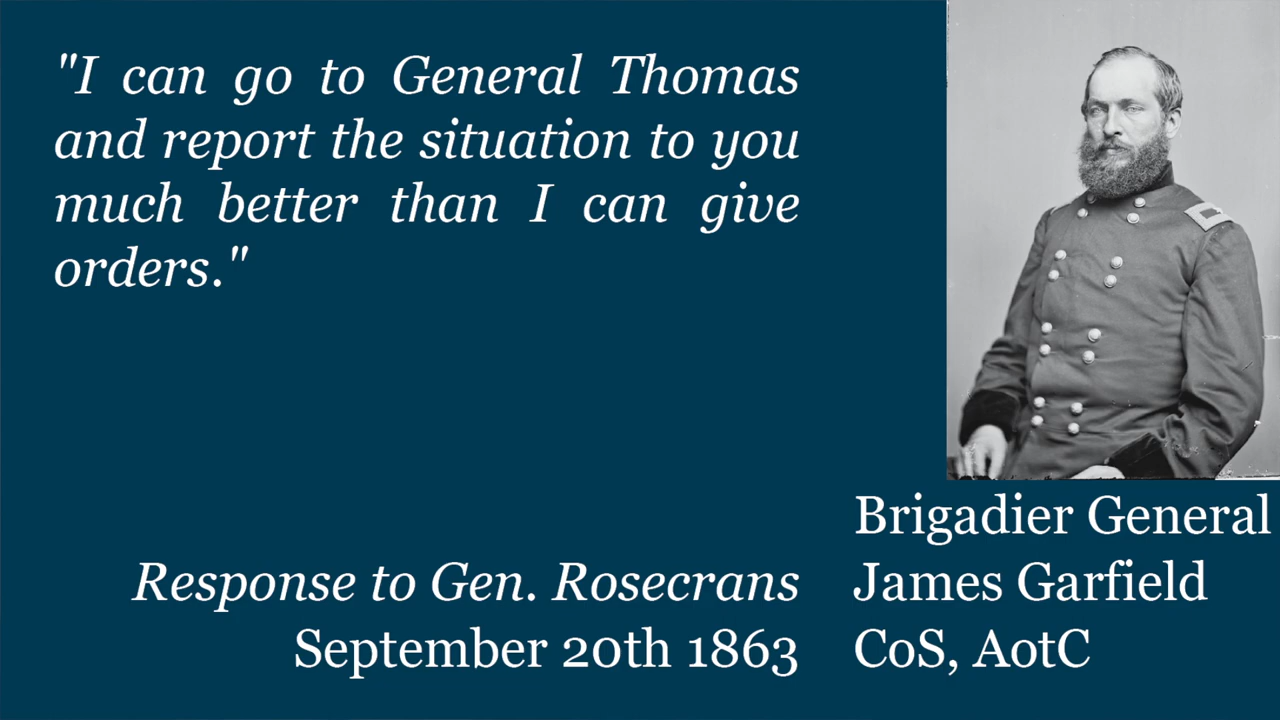 "I can go to General Thomas
and report the situation to you
much better than I can give
orders."
Response to Gen. Rosecrans
September 20th 1863
Brigadier General
James Garfield
CoS, AotC